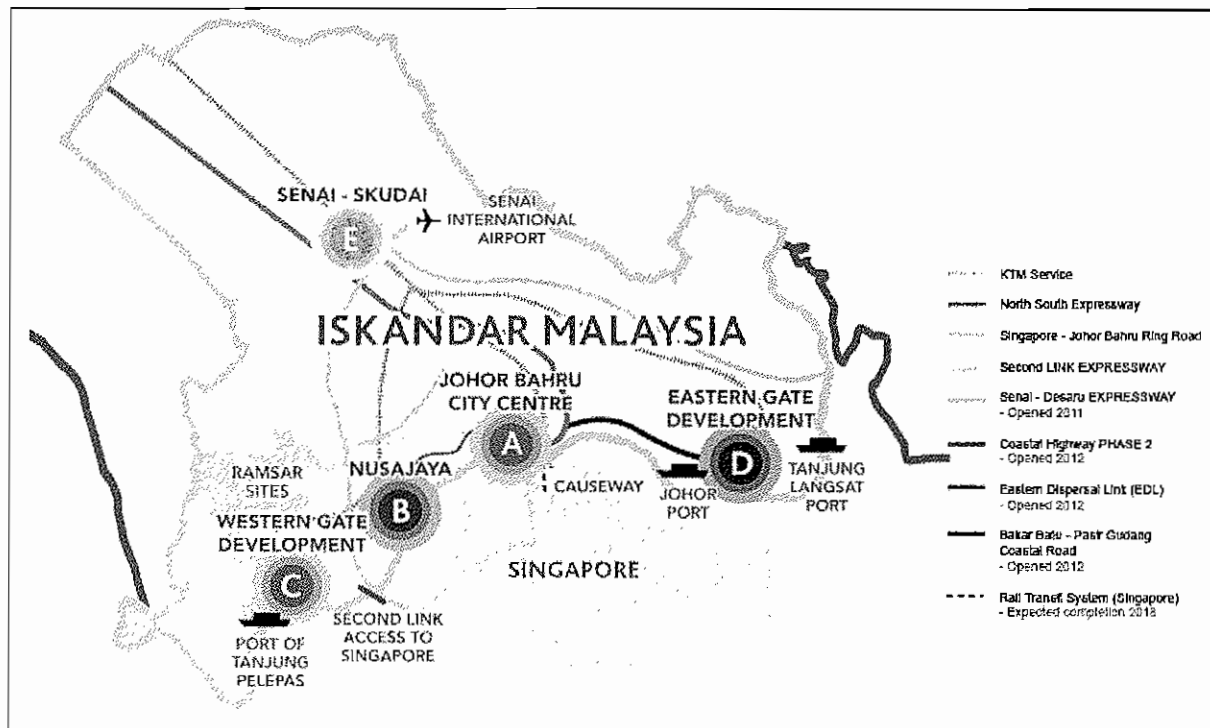 SENAI - SKUDAI
E
SENAI
INTERNATIONAL
AIRPORT
ISKANDAR MALAYSIA
JOHOR BAHRU
CITY CENTRE
A
EASTERN GATE
DEVELOPMENT
D
RAMSAR
SITES
NUSAJAYA
B
CAUSEWAY
JOHOR
PORT
TANJUNG
LANGSAT
PORT
WESTERN GATE
DEVELOPMENT
C
SINGAPORE
PORT OF
TANJUNG
PELEPAS
SECOND LINK
ACCESS TO
SINGAPORE
KTM Service
North South Expressway
Singapore - Johor Bahru Ring Road
Second LINK EXPRESSWAY
Senai - Desaru EXPRESSWAY
- Opened 2011
Coastal Highway PHASE 2
- Opened 2012
Eastern Dispersal Link (EDL)
- Opened 2012
Bakar Batu - Pasir Gudang
Coastal Road
- Opened 2012
Rail Transit System (Singapore)
- Expected completion 2018